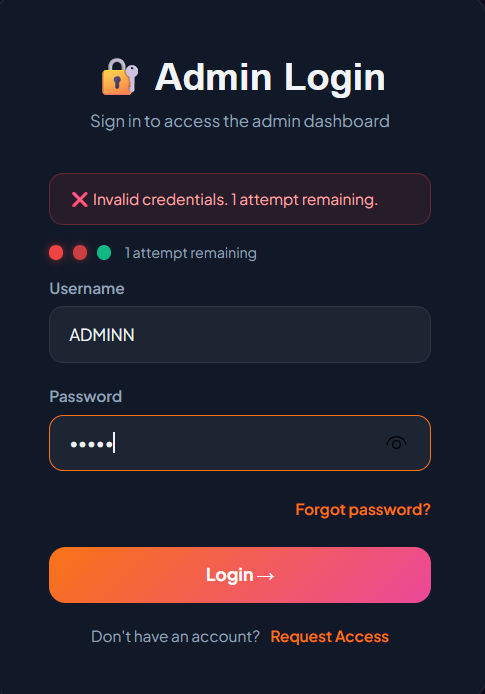 Admin Login
Sign in to access the admin dashboard
❌ Invalid credentials. 1 attempt remaining.
1 attempt remaining
Username
ADMINN
Password
•••••
Forgot password?
Login →
Don't have an account? Request Access